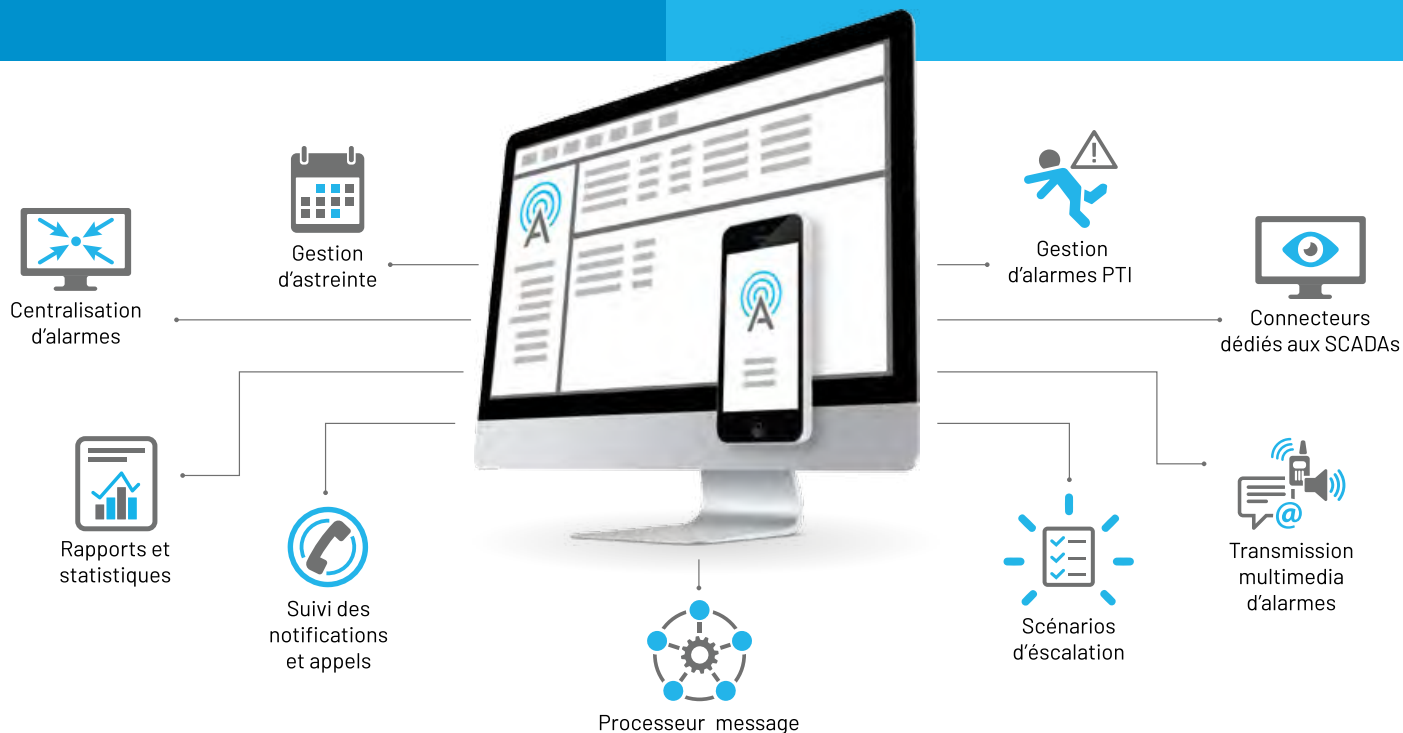 Gestion
d'astreinte
Centralisation
d'alarmes
Rapports et
statistiques
Suivi des
notifications
et appels
Processeur message
Gestion
d'alarmes PTI
Connecteurs
dédiés aux SCADAs
Transmission
multimedia
d'alarmes
Scénarios
d'éscalation